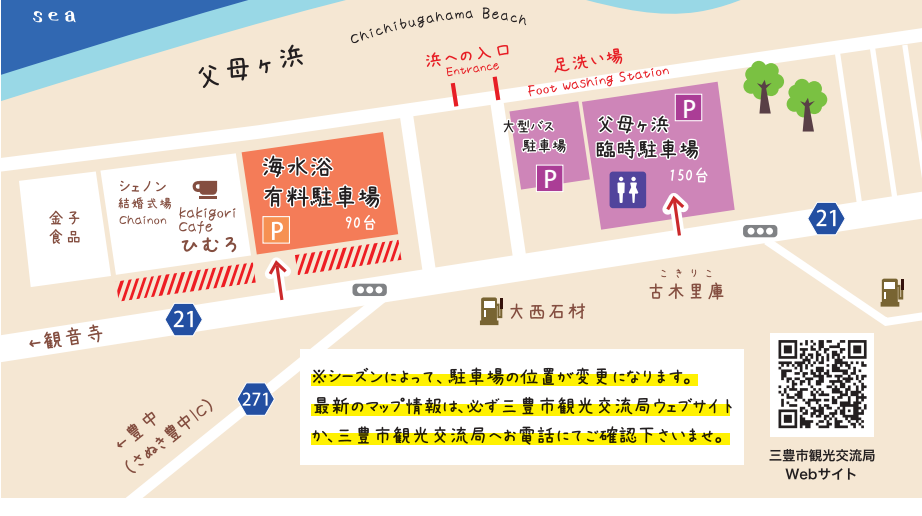 sea
Chichibugahama Beach
父母ヶ浜
浜への入口
Entrance
足洗い場
Foot Washing Station
大型バス
駐車場
P
P
父母ヶ浜
臨時駐車場
150台
海水浴
有料駐車場
90台
P
シェノン
結婚式場
Chainon
kakigori
Cafe
ひむろ
金子
食品
21
21
こきりこ
古木里庫
大西石材
←観音寺
271
←豊中
(さぬき豊中IC)
※シーズンによって、駐車場の位置が変更になります。
最新のマップ情報は、必ず三豊市観光交流局ウェブサイト
か、三豊市観光交流局へお電話にてご確認下さいませ。
三豊市観光交流局
Webサイト